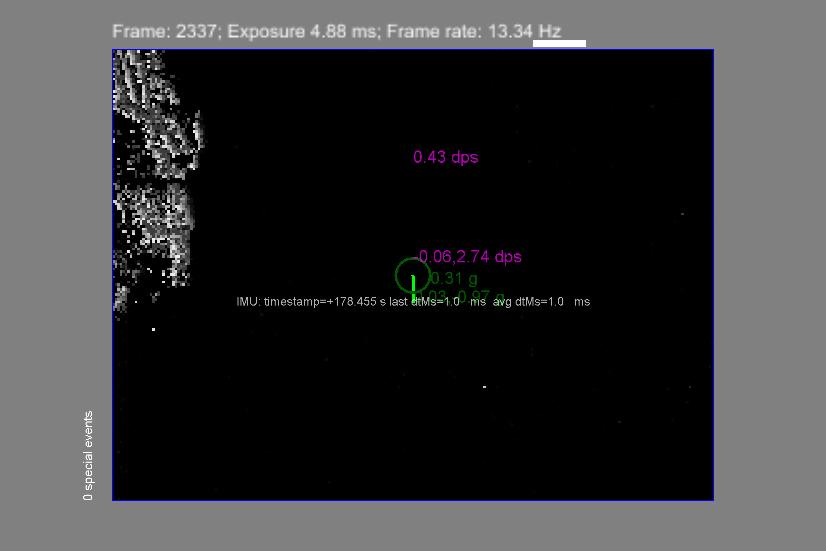 Frame: 2337; Exposure 4.88 ms; Frame rate: 13.34 Hz
0.43 dps
-0.06,2.74 dps
0.31 g
IMU: timestamp=+178.455 s last dtMs=1.0 ms avg dtMs=1.0 ms
0 special events